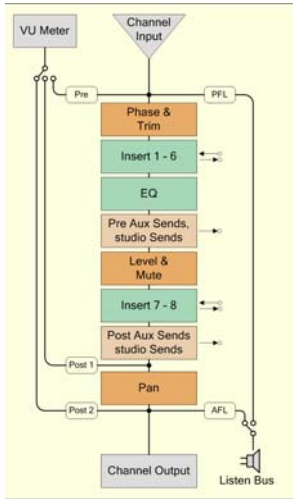 VU Meter
Channel
Input
Pre
PFL
Phase &
Trim
Insert 1 - 6
EQ
Pre Aux Sends,
studio Sends
Level &
Mute
Insert 7 - 8
Post Aux Sends
studio Sends
Post 1
Pan
Post 2
AFL
Channel Output
Listen Bus